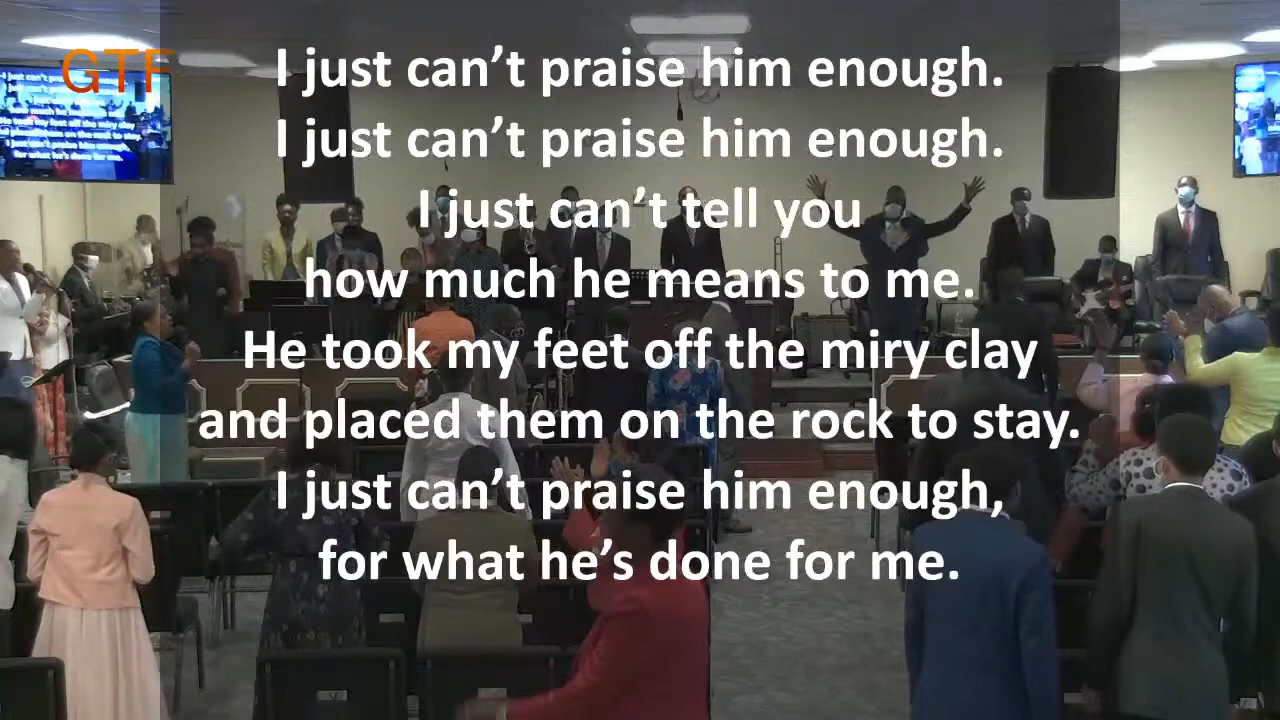 GTF
I just can’t praise him enough.
I just can’t praise him enough.
I just can’t tell you
how much he means to me.
He took my feet off the miry clay
and placed them on the rock to stay.
I just can’t praise him enough,
for what he’s done for me.